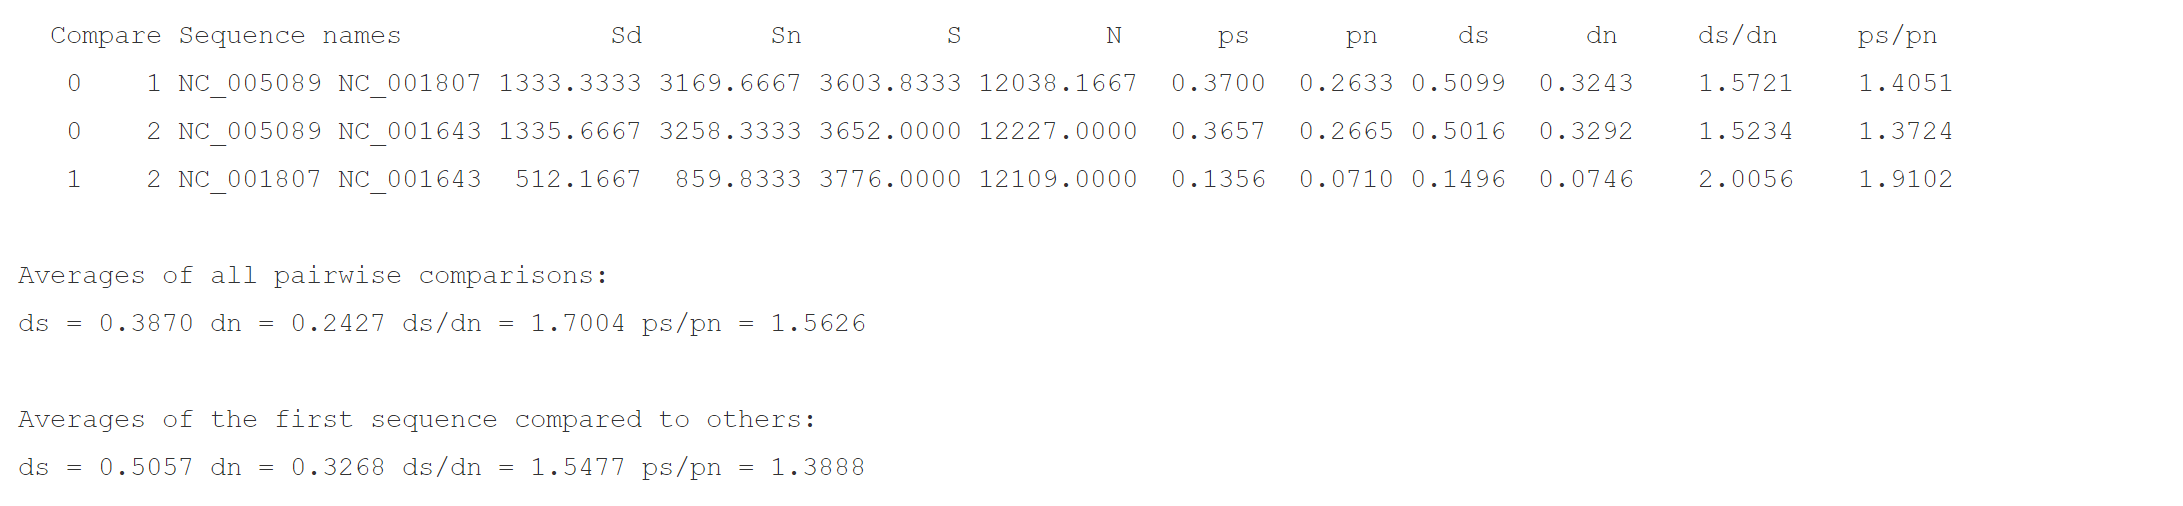 Compare Sequence names Sd Sn S N ps pn ds dn ds/dn ps/pn
0 1 NC_005089 NC_001807 1333.3333 3169.6667 3603.8333 12038.1667 0.3700 0.2633 0.5099 0.3243 1.5721 1.4051
0 2 NC_005089 NC_001643 1335.6667 3258.3333 3652.0000 12227.0000 0.3657 0.2665 0.5016 0.3292 1.5234 1.3724
1 2 NC_001807 NC_001643 512.1667 859.8333 3776.0000 12109.0000 0.1356 0.0710 0.1496 0.0746 2.0056 1.9102
Averages of all pairwise comparisons:
ds = 0.3870 dn = 0.2427 ds/dn = 1.7004 ps/pn = 1.5626
Averages of the first sequence compared to others:
ds = 0.5057 dn = 0.3268 ds/dn = 1.5477 ps/pn = 1.3888